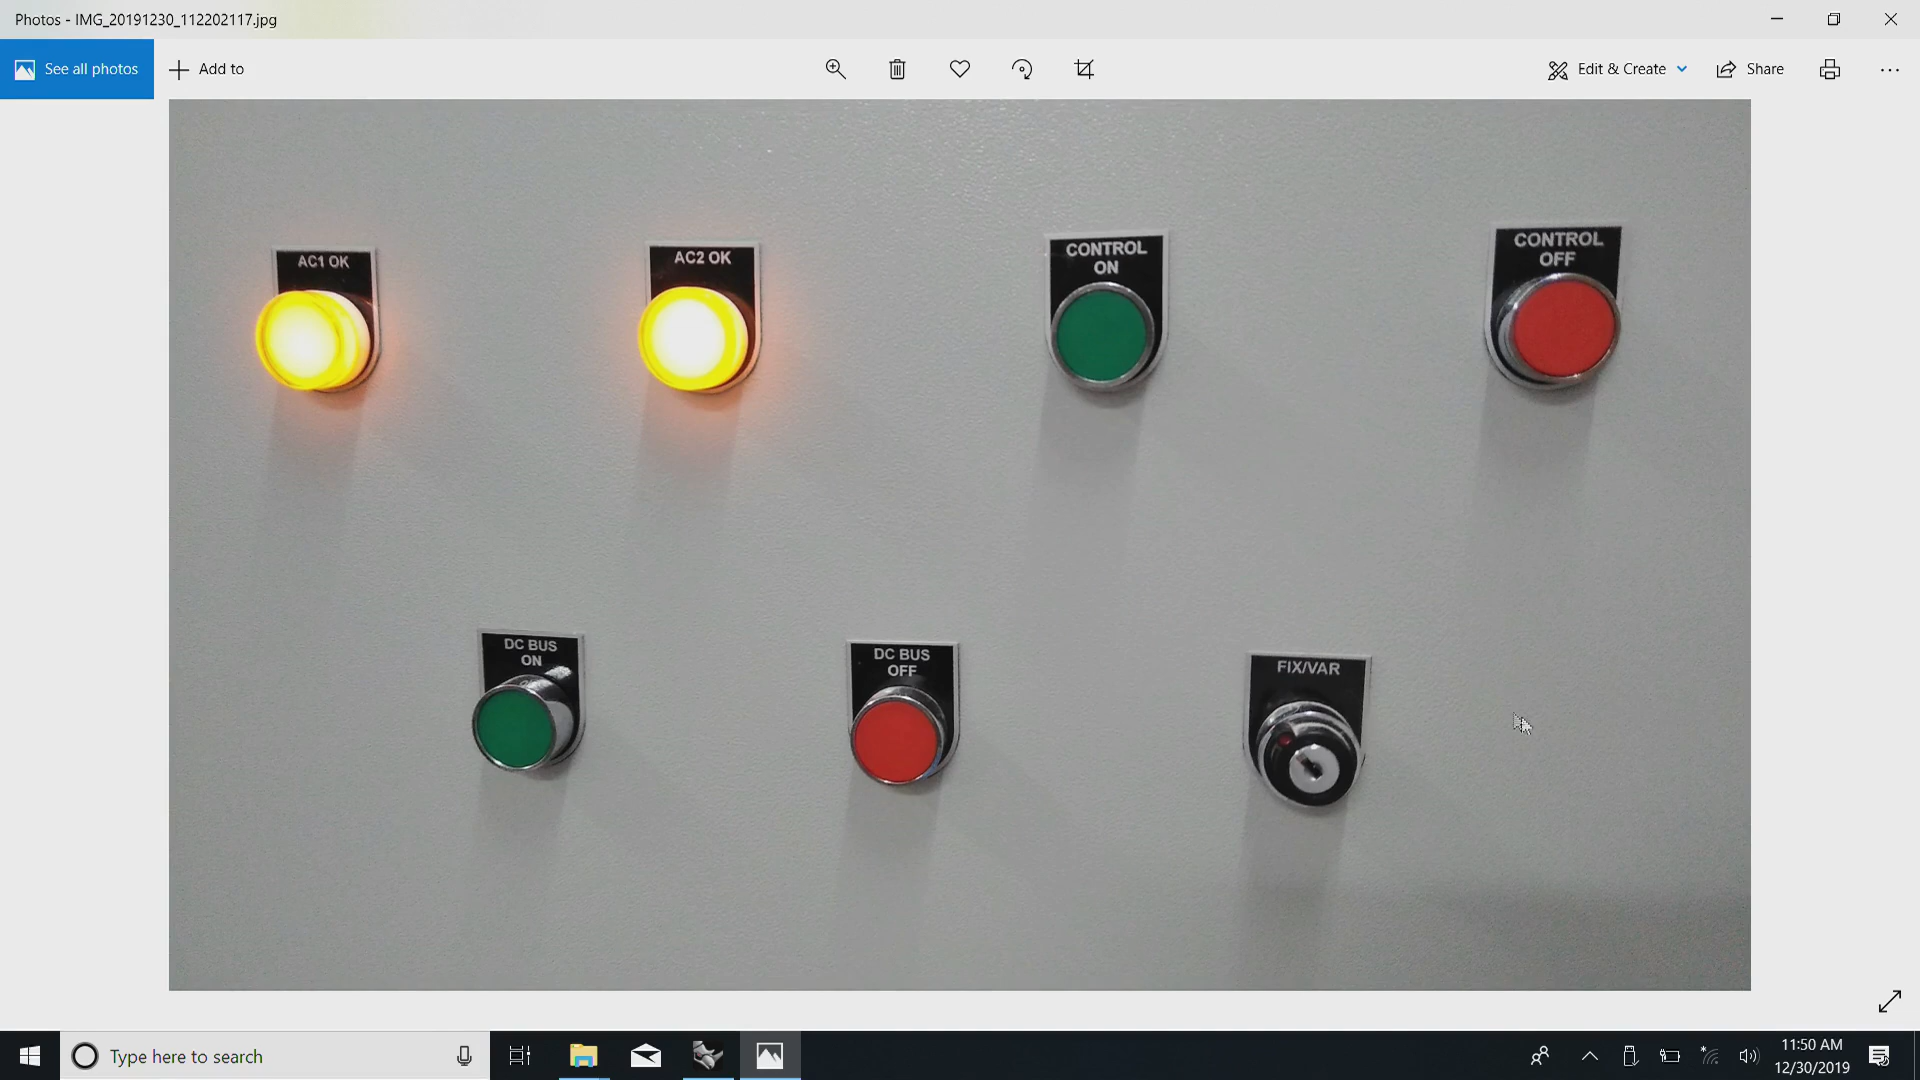 Photos - IMG_20191230_112202117.jpg
See all photos
Add to
Edit & Create
Share
AC1 OK
AC2 OK
CONTROL
ON
CONTROL
OFF
DC BUS
ON
DC BUS
OFF
FIX/VAR
Type here to search
11:50 AM
12/30/2019